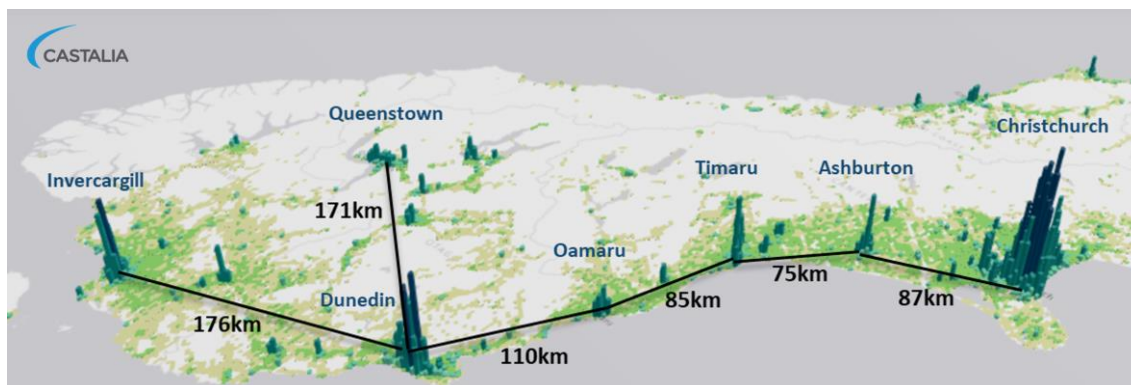 CASTALIA
Queenstown
Christchurch
Invercargill
Timaru
Ashburton
171km
Oamaru
Dunedin
176km
85km
75km
87km
110km